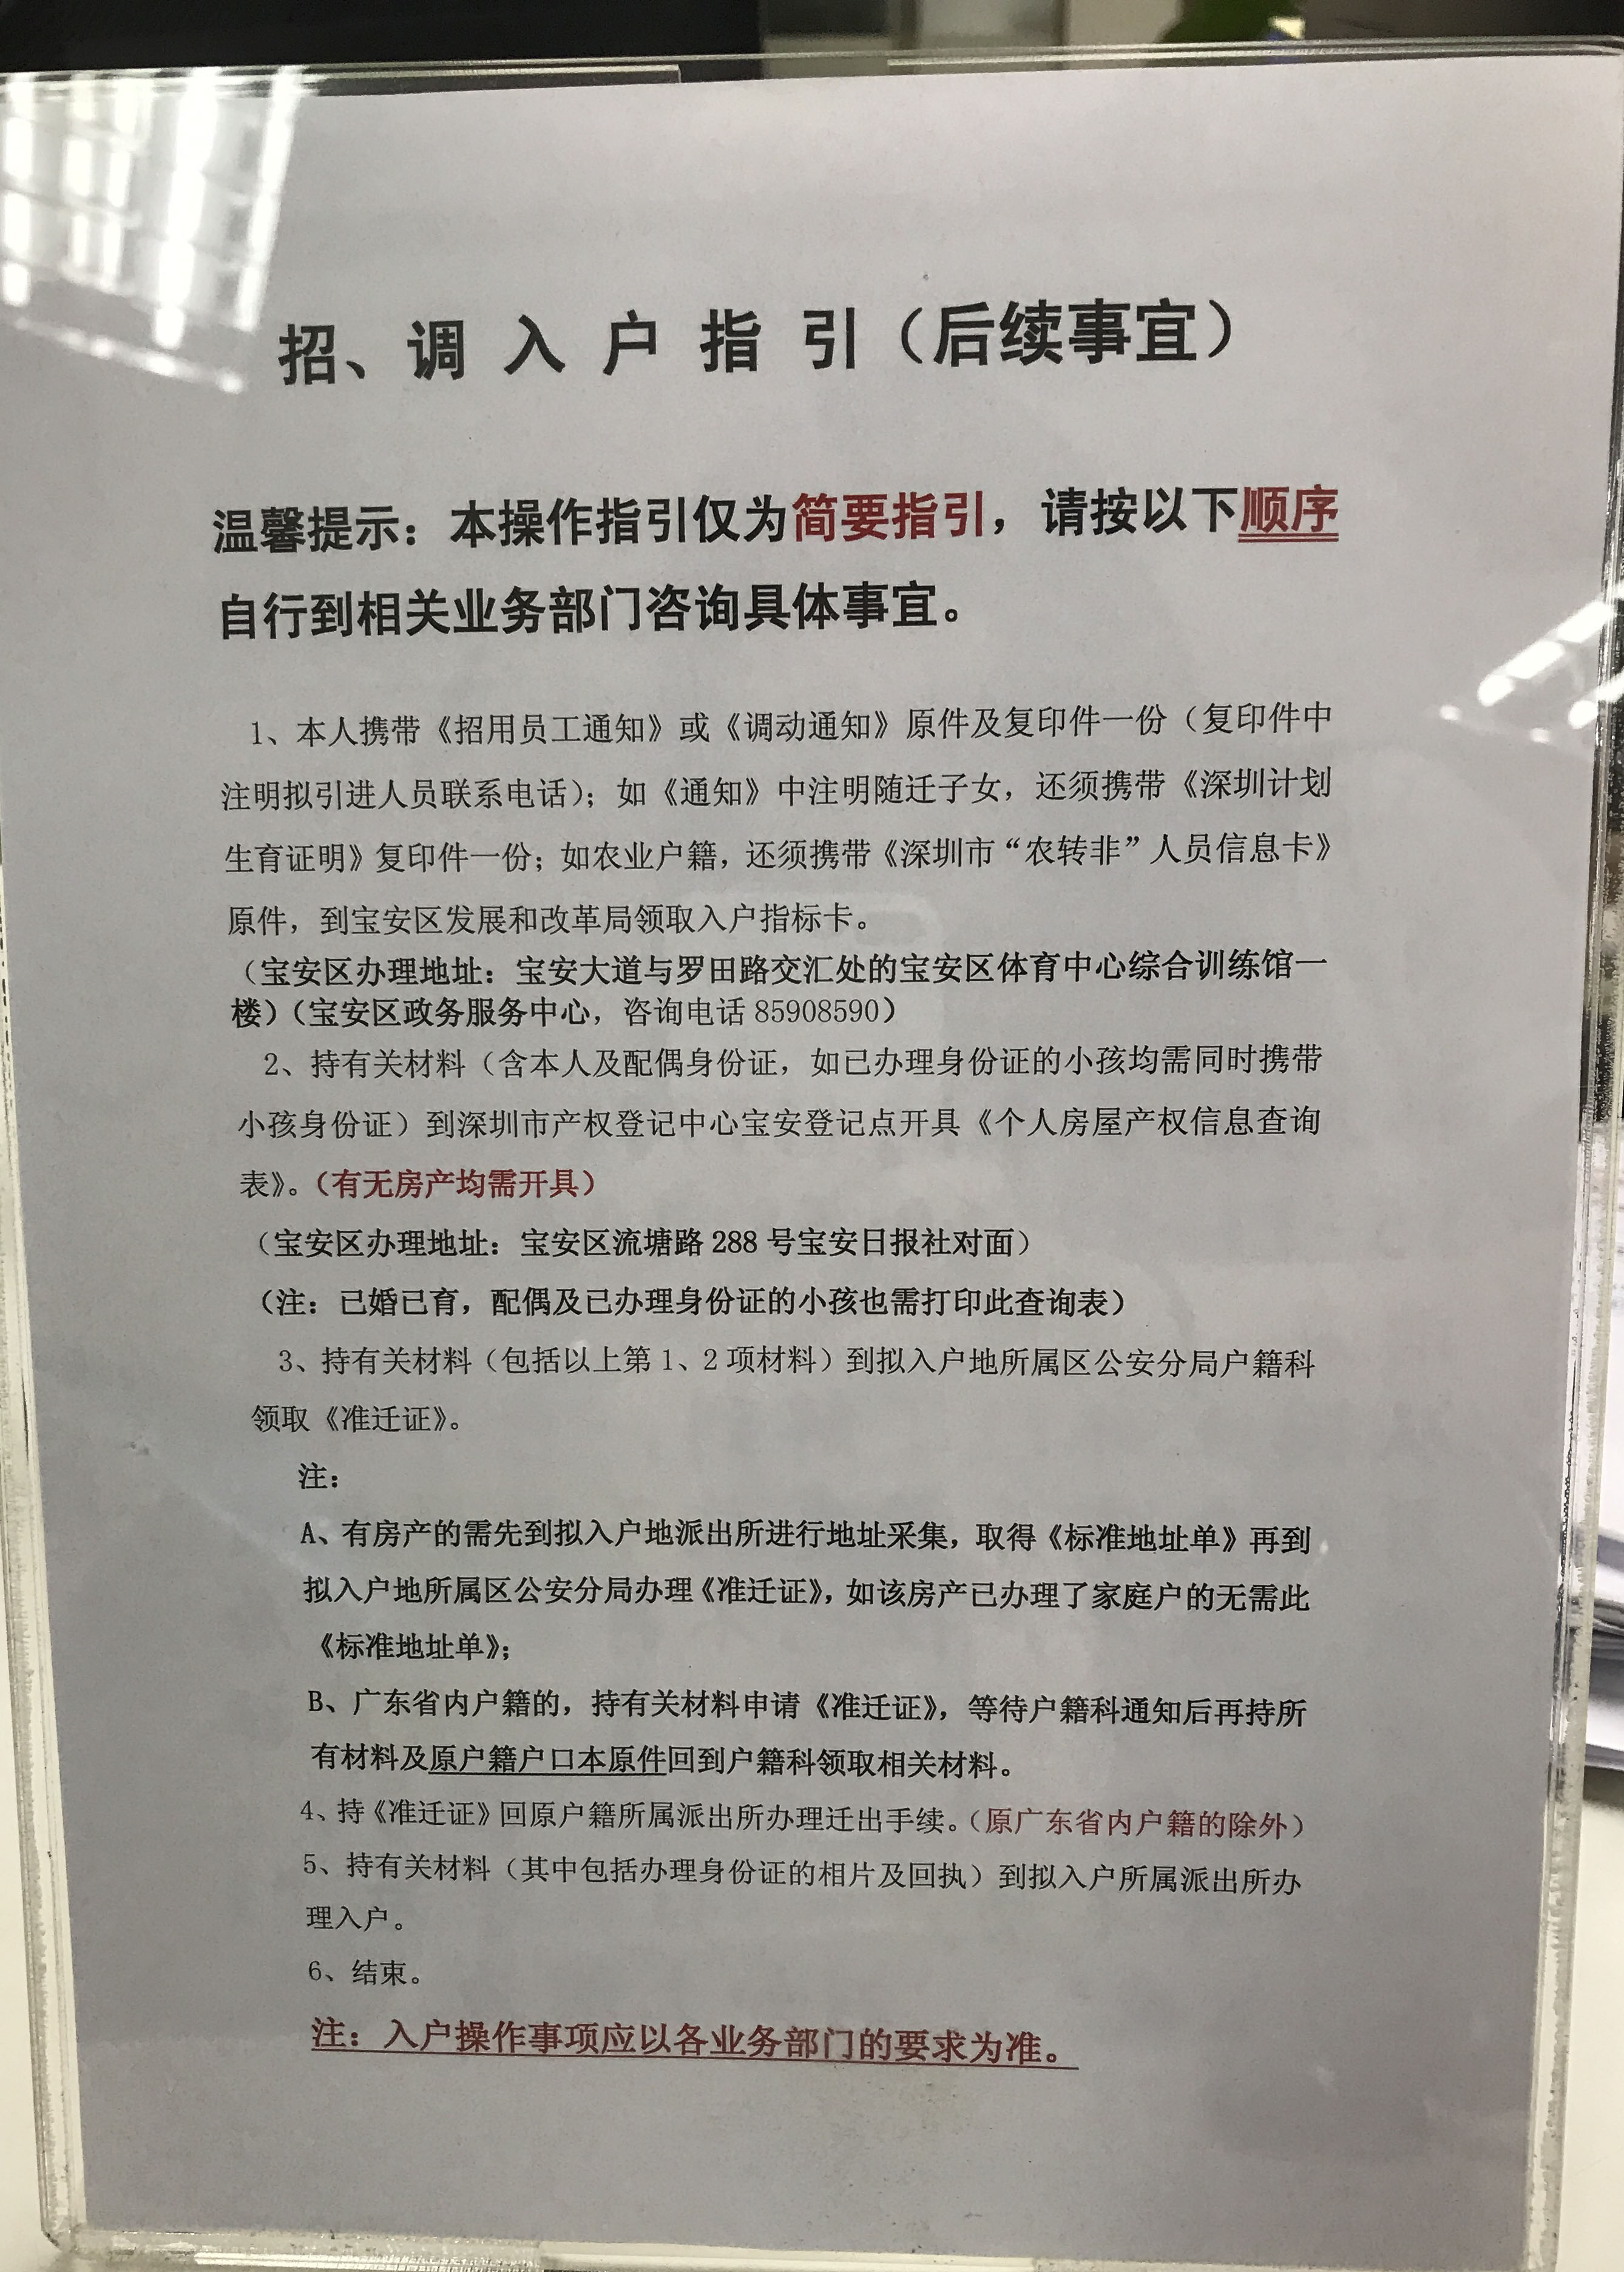 招、调 入 户 指 引（后续事宜）
温馨提示：本操作指引仅为简要指引，请按以下顺序
自行到相关业务部门咨询具体事宜。
1、本人携带《招用员工通知》或《调动通知》原件及复印件一份（复印件中
注明拟引进人员联系电话）；如《通知》中注明随迁子女，还须携带《深圳计划
生育证明》复印件一份；如农业户籍，还须携带《深圳市“农转非”人员信息卡》
原件，到宝安区发展和改革局领取入户指标卡。
（宝安区办理地址：宝安大道与罗田路交汇处的宝安区体育中心综合训练馆一
楼）（宝安区政务服务中心，咨询电话 85908590）
2、持有关材料（含本人及配偶身份证，如已办理身份证的小孩均需同时携带
小孩身份证）到深圳市产权登记中心宝安登记点开具《个人房屋产权信息查询
表》。（有无房产均需开具）
（宝安区办理地址：宝安区流塘路 288 号宝安日报社对面）
（注：已婚已育，配偶及已办理身份证的小孩也需打印此查询表）
3、持有关材料（包括以上第 1、2 项材料）到拟入户地所属区公安分局户籍科
领取《准迁证》。
注：
A、有房产的需先到拟入户地派出所进行地址采集，取得《标准地址单》再到
拟入户地所属区公安分局办理《准迁证》，如该房产已办理了家庭户的无需此
《标准地址单》；
B、广东省内户籍的，持有关材料申请《准迁证》，等待户籍科通知后再持所
有材料及原户籍户口本原件回到户籍科领取相关材料。
4、持《准迁证》回原户籍所属派出所办理迁出手续。（原广东省内户籍的除外）
5、持有关材料（其中包括办理身份证的相片及回执）到拟入户所属派出所办
理入户。
6、结束。
注：入户操作事项应以各业务部门的要求为准。